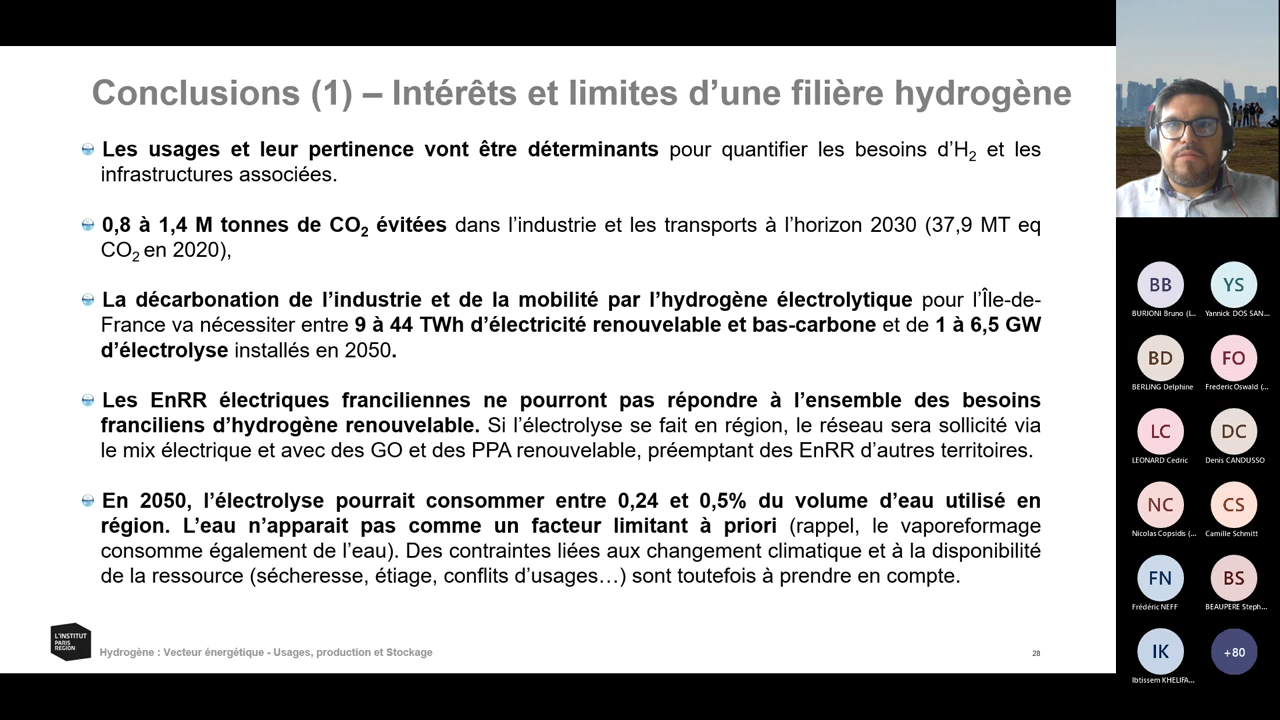 Conclusions (1) – Intérêts et limites d’une filière hydrogène
Les usages et leur pertinence vont être déterminants pour quantifier les besoins d’H2 et les
infrastructures associées.
0,8 à 1,4 M tonnes de CO2 évitées dans l’industrie et les transports à l’horizon 2030 (37,9 MT eq
CO2 en 2020),
La décarbonation de l’industrie et de la mobilité par l’hydrogène électrolytique pour l’Île-de-
France va nécessiter entre 9 à 44 TWh d’électricité renouvelable et bas-carbone et de 1 à 6,5 GW
d’électrolyse installés en 2050.
Les EnRR électriques franciliennes ne pourront pas répondre à l’ensemble des besoins
franciliens d’hydrogène renouvelable. Si l’électrolyse se fait en région, le réseau sera sollicité via
le mix électrique et avec des GO et des PPA renouvelable, préemptant des EnRR d’autres territoires.
En 2050, l’électrolyse pourrait consommer entre 0,24 et 0,5% du volume d’eau utilisé en
région. L’eau n’apparait pas comme un facteur limitant à priori (rappel, le vaporeformage
consomme également de l’eau). Des contraintes liées aux changement climatique et à la disponibilité
de la ressource (sécheresse, étiage, conflits d’usages…) sont toutefois à prendre en compte.
L’INSTITUT
PARIS
REGION
Hydrogène : Vecteur énergétique - Usages, production et Stockage
28
BB
YS
BURIONI Bruno (L...
Yannick DOS SAN...
BD
FO
BERLING Delphine
Frederic Oswald (...
LC
DC
LEONARD Cedric
Denis CANDUSSO
NC
CS
Nicolas Copsidis (...
Camille Schmitt
FN
BS
Frédéric NEFF
BEAUPERE Steph...
IK
+80
Ibtissem KHELIFA...